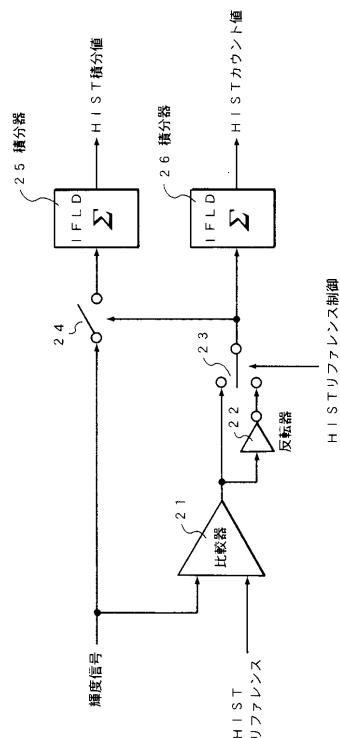 輝度信号
HIST
リファレンス
21
比較器
22
反転器
23
HISTリファレンス制御
24
25 積分器
IFLD
Σ
HIST積分値
26 積分器
IFLD
Σ
HISTカウント値